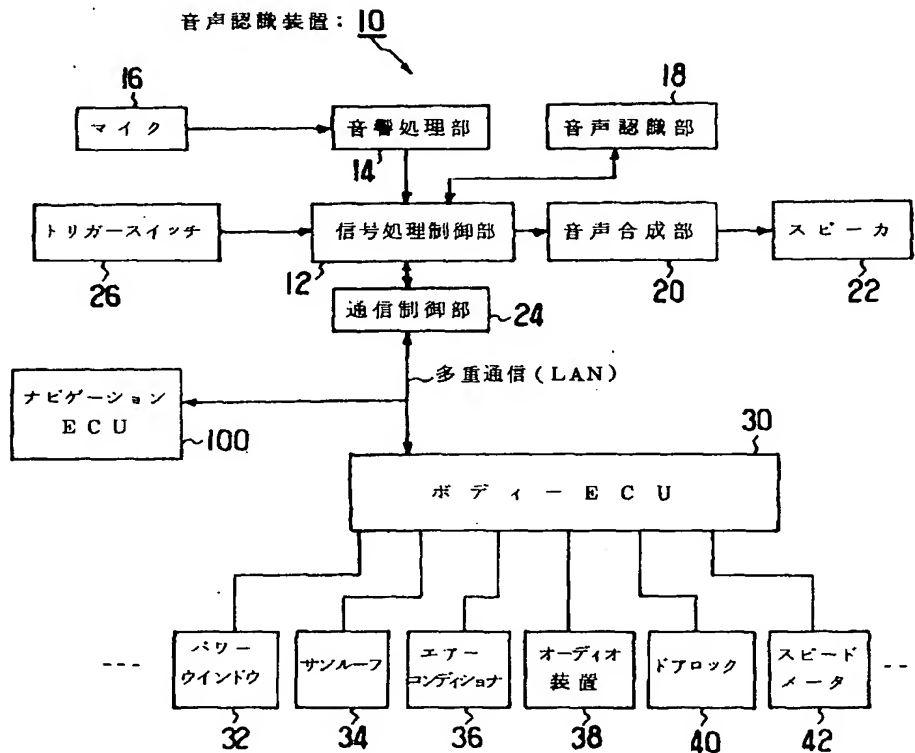 音声認識装置: 10
16
18
マイク
音響処理部
音声認識部
14
トリガースイッチ
信号処理制御部
音声合成部
スピーカ
26
12
20
22
通信制御部
24
多重通信(LAN)
ナビゲーション
ECU
100
30
ボディーECU
パワー
ウインドウ
サンルーフ
エアー
コンディショナ
オーディオ
装置
ドアロック
スピード
メータ
32
34
36
38
40
42